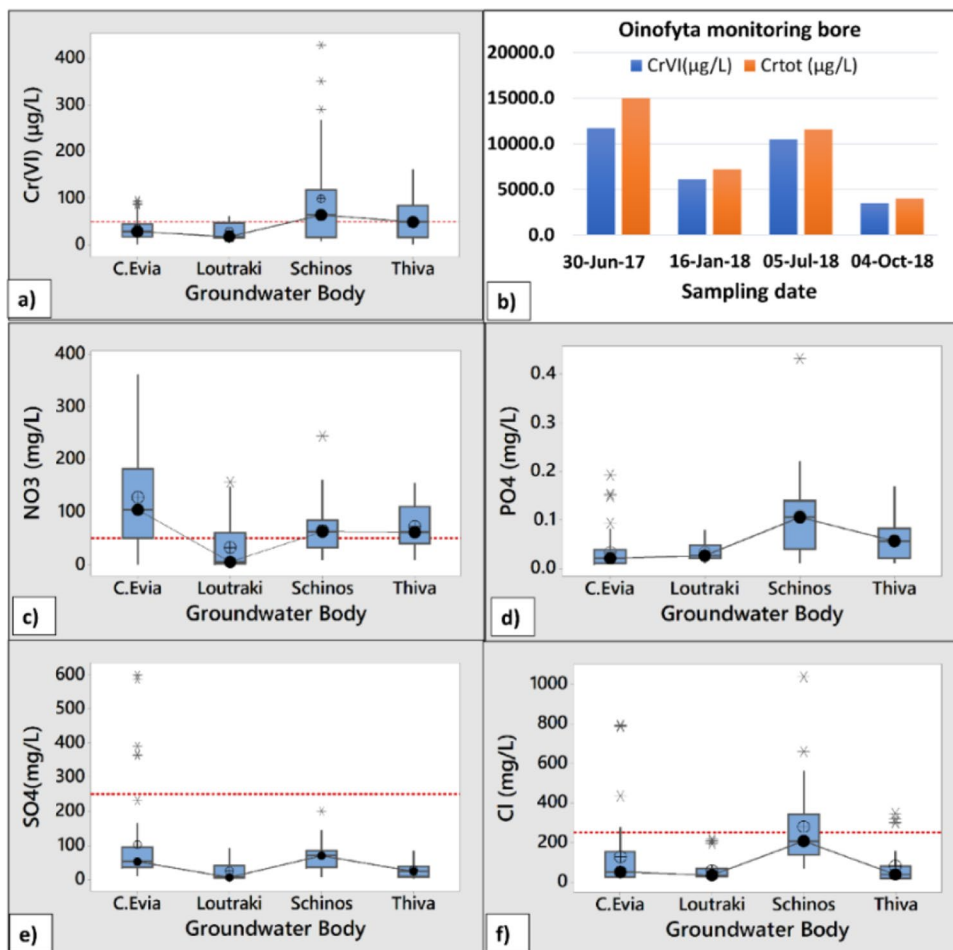 Cr(VI) (µg/L)
400
300
200
100
0
C.Evia Loutraki Schinos Thiva
Groundwater Body
a)
Oinofyta monitoring bore
CrVI(µg/L) Crtot (µg/L)
20000.0
15000.0
10000.0
5000.0
0.0
30-Jun-17 16-Jan-18 05-Jul-18 04-Oct-18
Sampling date
b)
NO3 (mg/L)
400
300
200
100
0
C.Evia Loutraki Schinos Thiva
Groundwater Body
c)
PO4 (mg/L)
0.4
0.3
0.2
0.1
0.0
C.Evia Loutraki Schinos Thiva
Groundwater Body
d)
SO4(mg/L)
600
500
400
300
200
100
0
C.Evia Loutraki Schinos Thiva
Groundwater Body
e)
Cl (mg/L)
1000
800
600
400
200
0
C.Evia Loutraki Schinos Thiva
Groundwater Body
f)